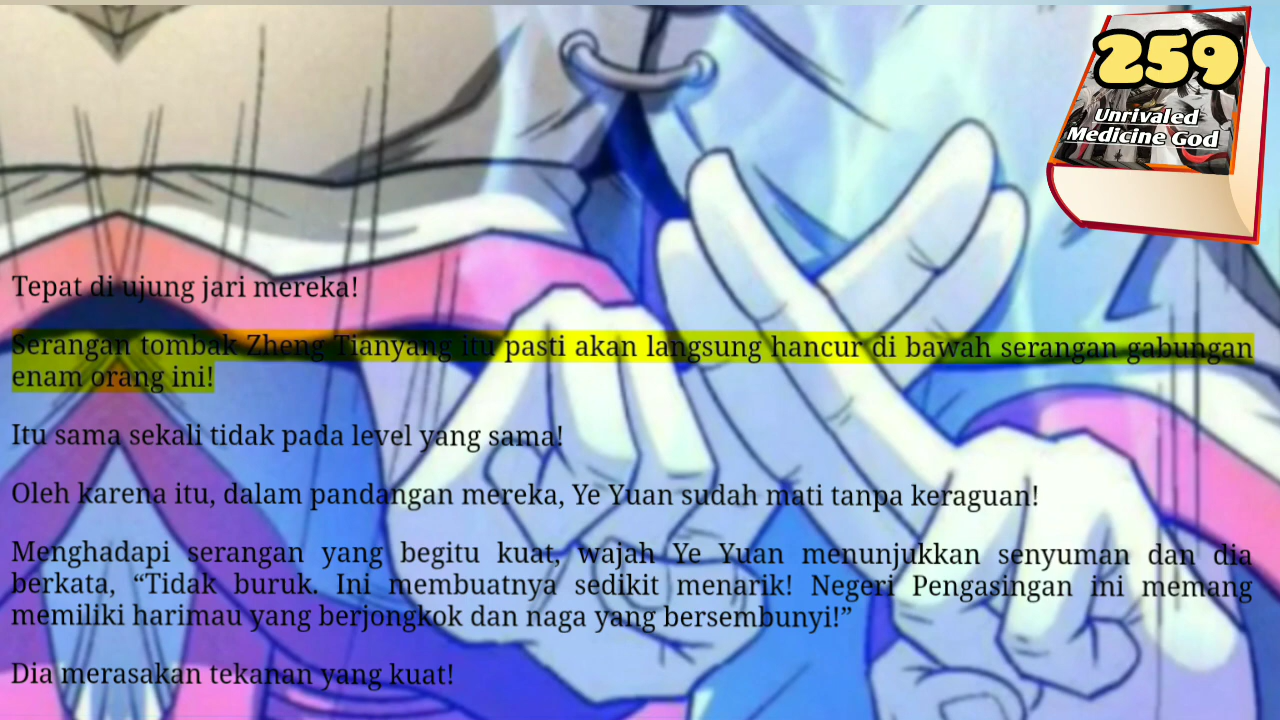 259
Unrivaled
Medicine God
Tepat di ujung jari mereka!
Serangan tombak Zheng Tianyang itu pasti akan langsung hancur di bawah serangan gabungan
enam orang ini!
Itu sama sekali tidak pada level yang sama!
Oleh karena itu, dalam pandangan mereka, Ye Yuan sudah mati tanpa keraguan!
Menghadapi serangan yang begitu kuat, wajah Ye Yuan menunjukkan senyuman dan dia
berkata, “Tidak buruk. Ini membuatnya sedikit menarik! Negeri Pengasingan ini memang
memiliki harimau yang berjongkok dan naga yang bersembunyi!”
Dia merasakan tekanan yang kuat!